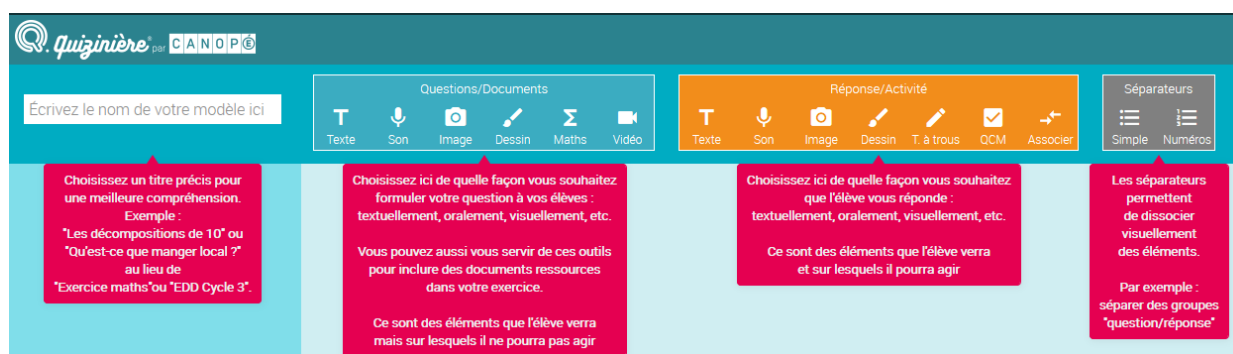 Quizinière® par CANOPÉ
Écrivez le nom de votre modèle ici
Questions/Documents
Texte Son Image Dessin Maths Vidéo
Réponse/Activité
Texte Son Image Dessin T. à trous QCM Associer
Séparateurs
Simple Numéros
Choisissez un titre précis pour
une meilleure compréhension.
Exemple :
"Les décompositions de 10" ou
"Qu'est-ce que manger local ?"
au lieu de
"Exercice maths"ou "EDD Cycle 3".
Choisissez ici de quelle façon vous souhaitez
formuler votre question à vos élèves :
textuellement, oralement, visuellement, etc.
Vous pouvez aussi vous servir de ces outils
pour inclure des documents ressources
dans votre exercice.
Ce sont des éléments que l'élève verra
mais sur lesquels il ne pourra pas agir
Choisissez ici de quelle façon vous souhaitez
que l'élève vous réponde :
textuellement, oralement, visuellement, etc.
Ce sont des éléments que l'élève verra
et sur lesquels il pourra agir
Les séparateurs
permettent
de dissocier
visuellement
des éléments.
Par exemple :
séparer des groupes
"question/réponse"